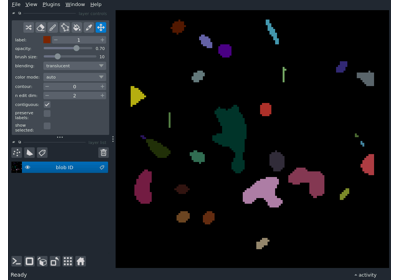 File View Plugins Window Help
label: 1
opacity: 0.70
brush size: 10
blending: translucent
color mode: auto
contour: 0
n edit dim: 2
contiguous: ✓
preserve
labels:
show
selected:
blob ID
Ready
activity